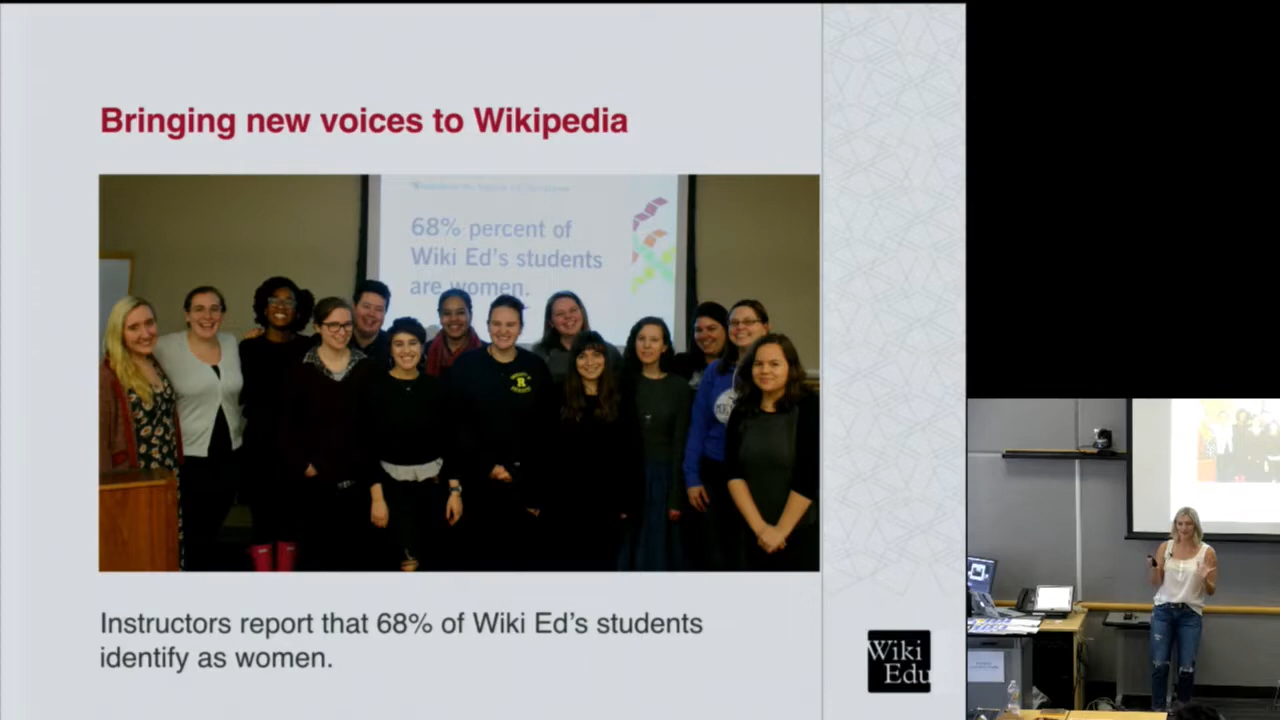 Bringing new voices to Wikipedia
68% percent of
Wiki Ed's students
are women.
R
Instructors report that 68% of Wiki Ed's students
identify as women.
Wiki
Edu